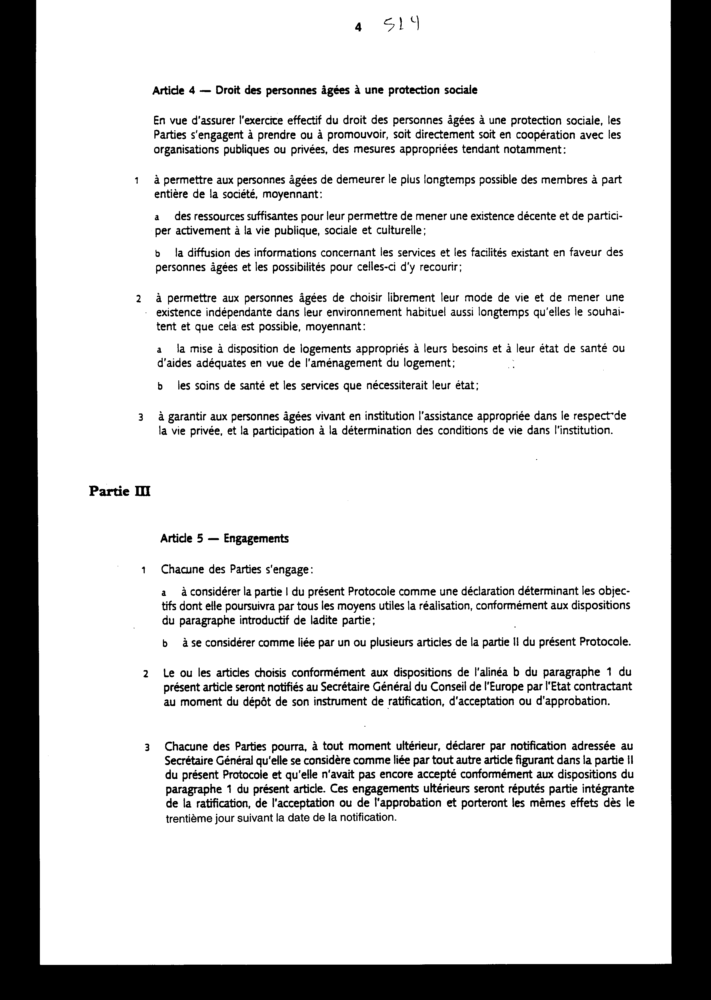 4 514
Article 4 — Droit des personnes âgées à une protection sociale
En vue d'assurer l'exercice effectif du droit des personnes âgées à une protection sociale, les
Parties s'engagent à prendre ou à promouvoir, soit directement soit en coopération avec les
organisations publiques ou privées, des mesures appropriées tendant notamment:
1 à permettre aux personnes âgées de demeurer le plus longtemps possible des membres à part
entière de la société, moyennant:
a des ressources suffisantes pour leur permettre de mener une existence décente et de partici-
per activement à la vie publique, sociale et culturelle;
b la diffusion des informations concernant les services et les facilités existant en faveur des
personnes âgées et les possibilités pour celles-ci d'y recourir;
2 à permettre aux personnes âgées de choisir librement leur mode de vie et de mener une
existence indépendante dans leur environnement habituel aussi longtemps qu'elles le souhai-
tent et que cela est possible, moyennant:
a la mise à disposition de logements appropriés à leurs besoins et à leur état de santé ou
d'aides adéquates en vue de l'aménagement du logement;
b les soins de santé et les services que nécessiterait leur état;
3 à garantir aux personnes âgées vivant en institution l'assistance appropriée dans le respect de
la vie privée, et la participation à la détermination des conditions de vie dans l'institution.
Partie III
Article 5 — Engagements
1 Chacune des Parties s'engage:
a à considérer la partie I du présent Protocole comme une déclaration déterminant les objec-
tifs dont elle poursuivra par tous les moyens utiles la réalisation, conformément aux dispositions
du paragraphe introductif de ladite partie;
b à se considérer comme liée par un ou plusieurs articles de la partie II du présent Protocole.
2 Le ou les articles choisis conformément aux dispositions de l'alinéa b du paragraphe 1 du
présent article seront notifiés au Secrétaire Général du Conseil de l'Europe par l'Etat contractant
au moment du dépôt de son instrument de ratification, d'acceptation ou d'approbation.
3 Chacune des Parties pourra, à tout moment ultérieur, déclarer par notification adressée au
Secrétaire Général qu'elle se considère comme liée par tout autre article figurant dans la partie II
du présent Protocole et qu'elle n'avait pas encore accepté conformément aux dispositions du
paragraphe 1 du présent article. Ces engagements ultérieurs seront réputés partie intégrante
de la ratification, de l'acceptation ou de l'approbation et porteront les mêmes effets dès le
trentième jour suivant la date de la notification.